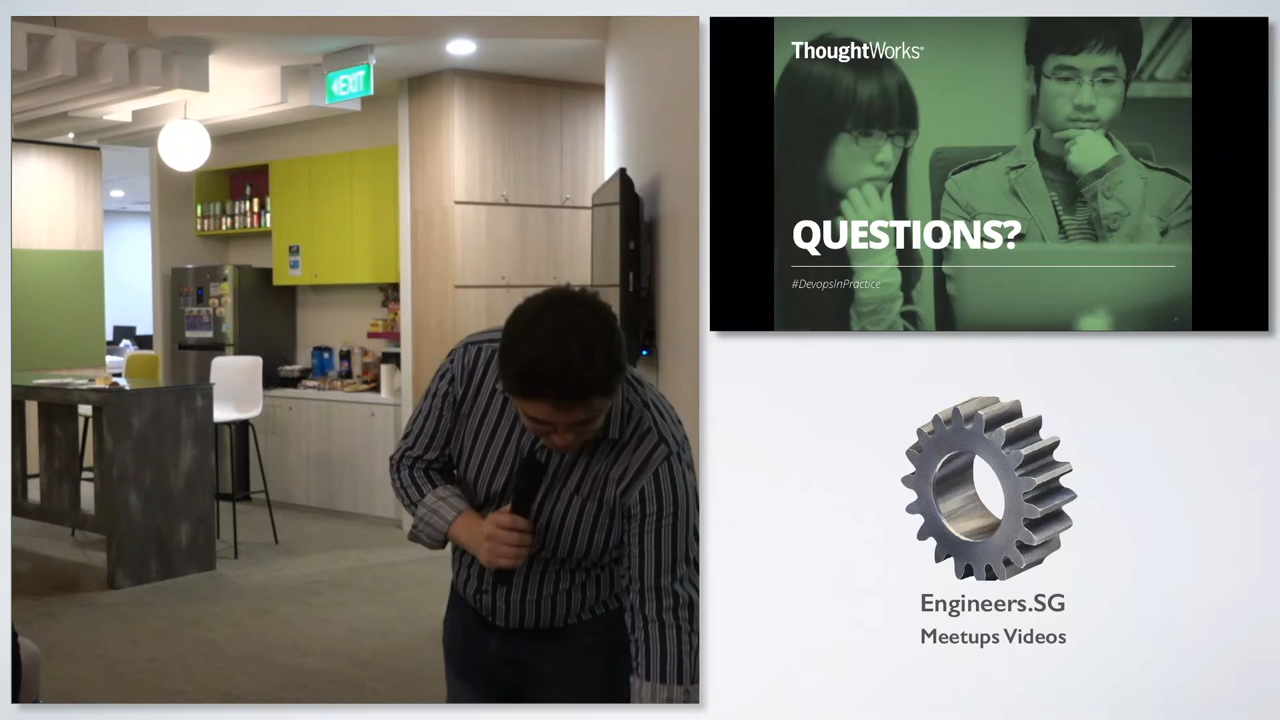 EXIT
ThoughtWorks®
QUESTIONS?
#DevopsInPractice
Engineers.SG
Meetups Videos